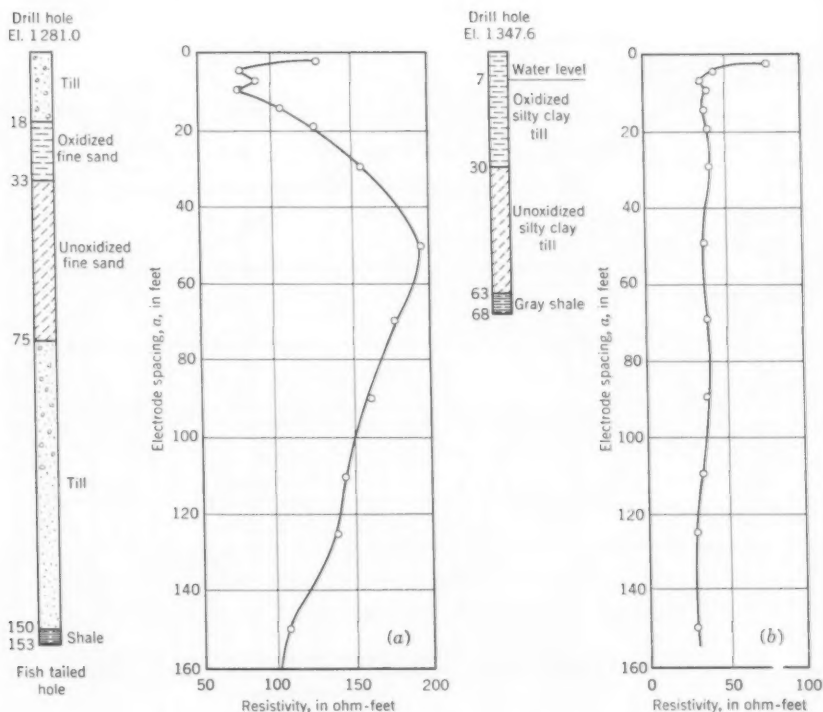 Drill hole
El. 1281.0
Till
18
Oxidized
fine sand
33
Unoxidized
fine sand
75
Till
150
Shale
153
Fish tailed
hole
Electrode spacing, a, in feet
0
20
40
60
80
100
120
140
160
(a)
50
100
150
200
Resistivity, in ohm-feet
Drill hole
El. 1347.6
Water level
7
Oxidized
silty clay
till
30
Unoxidized
silty clay
till
63
Gray shale
68
Electrode spacing, a, in feet
0
20
40
60
80
100
120
140
160
(b)
0
50
100
Resistivity, in ohm-feet